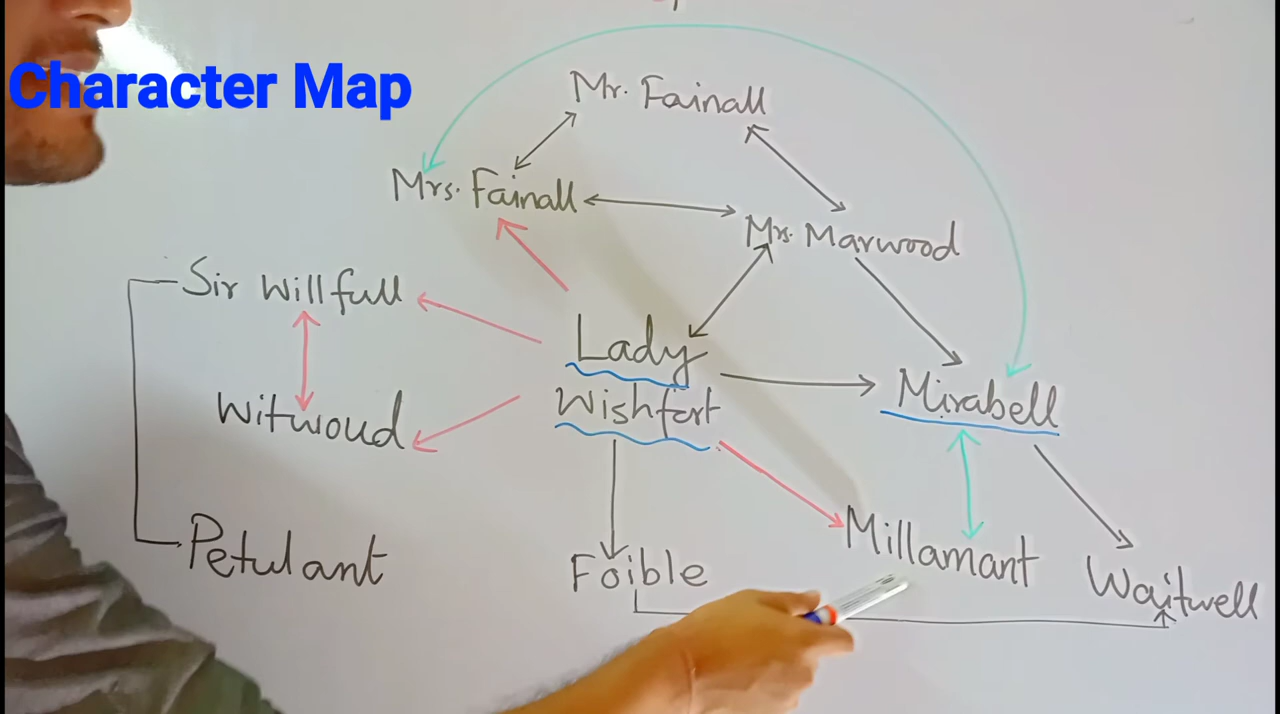 Character Map
Mr. Fainall
Mrs. Fainall
Mrs. Marwood
Sir Willfull
Lady
Wishfort
Mirabell
Witwoud
Petulant
Foible
Millamant
Waitwell